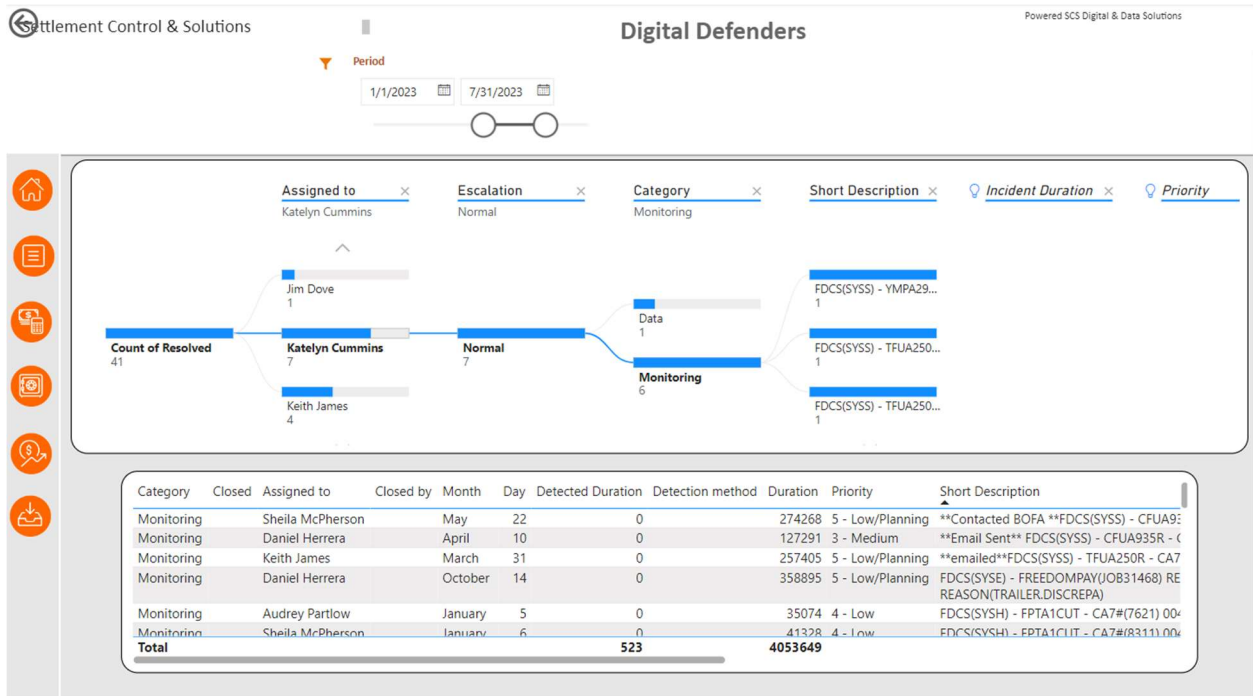 Settlement Control & Solutions
Digital Defenders
Powered SCS Digital & Data Solutions
Period
1/1/2023 7/31/2023
Assigned to Escalation Category Short Description Incident Duration Priority
Katelyn Cummins Normal Monitoring
Jim Dove
1
FDCS(SYSS) - YMPA29...
1
Data
1
Count of Resolved
41
Katelyn Cummins
7
Normal
7
FDCS(SYSS) - TFUA250...
1
Monitoring
6
Keith James
4
FDCS(SYSS) - TFUA250...
1
Category Closed Assigned to Closed by Month Day Detected Duration Detection method Duration Priority Short Description
Monitoring Sheila McPherson May 22 0 274268 5 - Low/Planning **Contacted BOFA **FDCS(SYSS) - CFUA93
Monitoring Daniel Herrera April 10 0 127291 3 - Medium **Email Sent** FDCS(SYSS) - CFUA935R - C
Monitoring Keith James March 31 0 257405 5 - Low/Planning **emailed**FDCS(SYSS) - TFUA250R - CA7
Monitoring Daniel Herrera October 14 0 358895 5 - Low/Planning FDCS(SYSE) - FREEDOMPAY(JOB31468) RE
REASON(TRAILER.DISCREPA)
Monitoring Audrey Partlow January 5 0 35074 4 - Low FDCS(SYSH) - FPTA1CUT - CA7#(7621) 004
Monitoring Sheila McPherson January 6 0 41328 4 - Low FDCS(SYSH) - FPTA1CUT - CA7#(8311) 004
Total 523 4053649